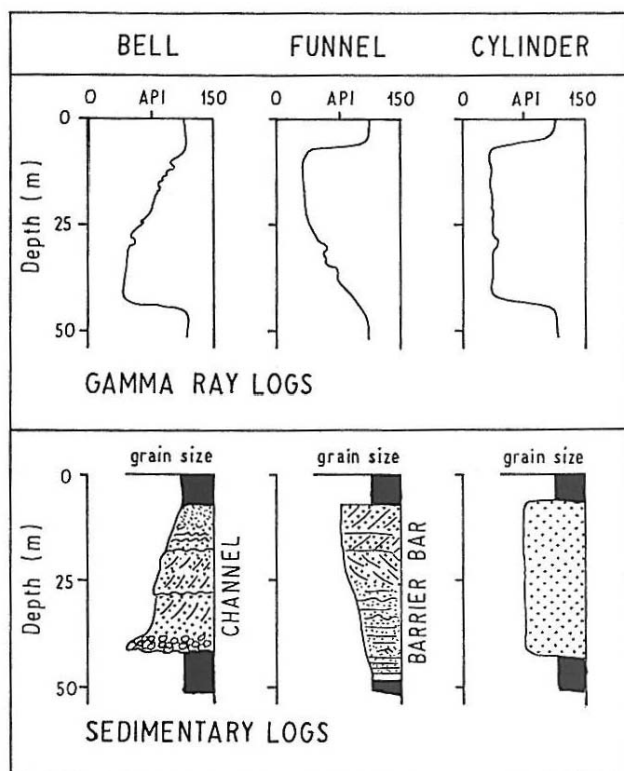 BELL FUNNEL CYLINDER
0 API 150 0 API 150 0 API 150
0
25
50
Depth (m)
GAMMA RAY LOGS
grain size grain size grain size
0
25
50
Depth (m)
CHANNEL
BARRIER BAR
SEDIMENTARY LOGS